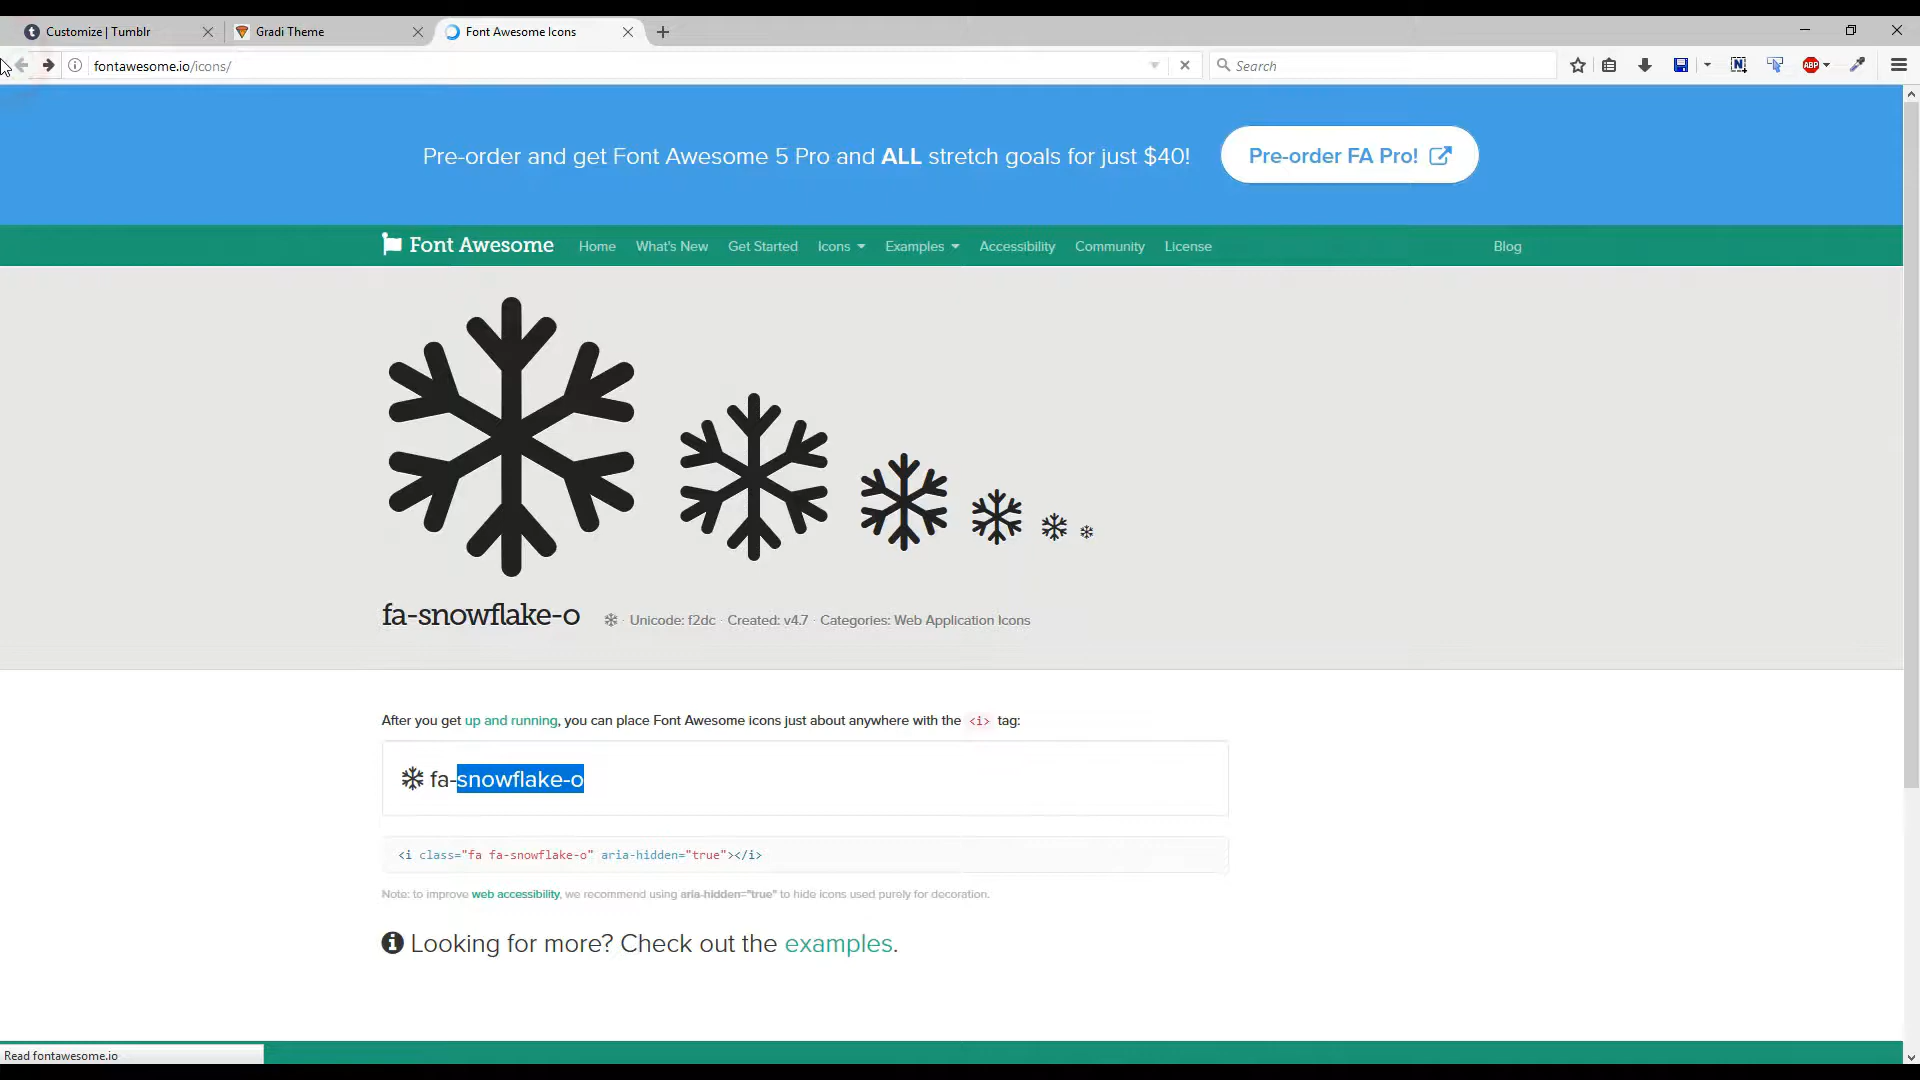 Customize | Tumblr
Gradi Theme
Font Awesome Icons
fontawesome.io/icons/
Search
ABP
Pre-order and get Font Awesome 5 Pro and ALL stretch goals for just $40!
Pre-order FA Pro!
Font Awesome
Home
What's New
Get Started
Icons
Examples
Accessibility
Community
License
Blog
fa-snowflake-o
· Unicode: f2dc · Created: v4.7 · Categories: Web Application Icons
After you get up and running, you can place Font Awesome icons just about anywhere with the <i> tag:
fa-snowflake-o
<i class="fa fa-snowflake-o" aria-hidden="true"></i>
Note: to improve web accessibility, we recommend using aria-hidden="true" to hide icons used purely for decoration.
Looking for more? Check out the examples.
Read fontawesome.io